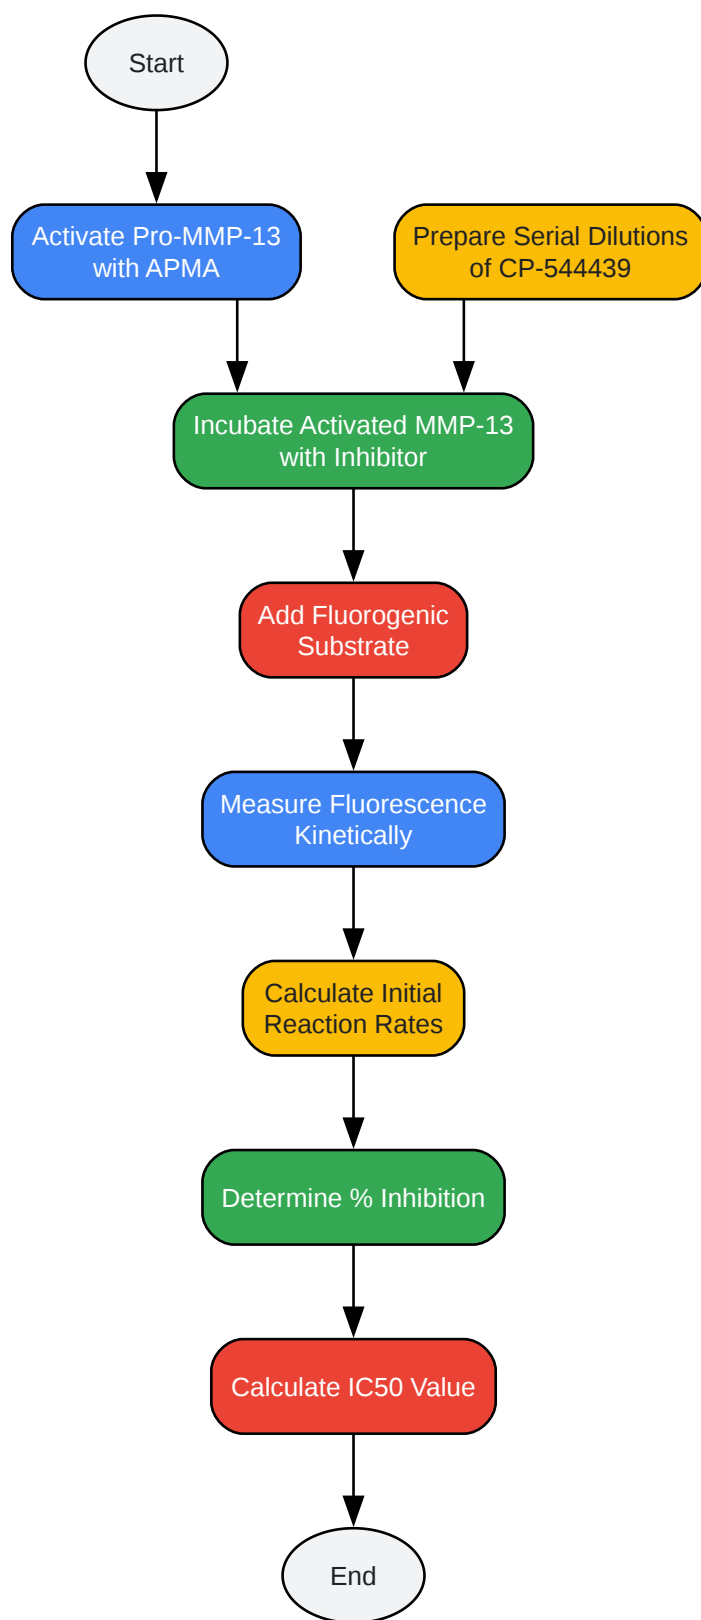 Start
Activate Pro-MMP-13
with APMA
Prepare Serial Dilutions
of CP-544439
Incubate Activated MMP-13
with Inhibitor
Add Fluorogenic
Substrate
Measure Fluorescence
Kinetically
Calculate Initial
Reaction Rates
Determine % Inhibition
Calculate IC50 Value
End